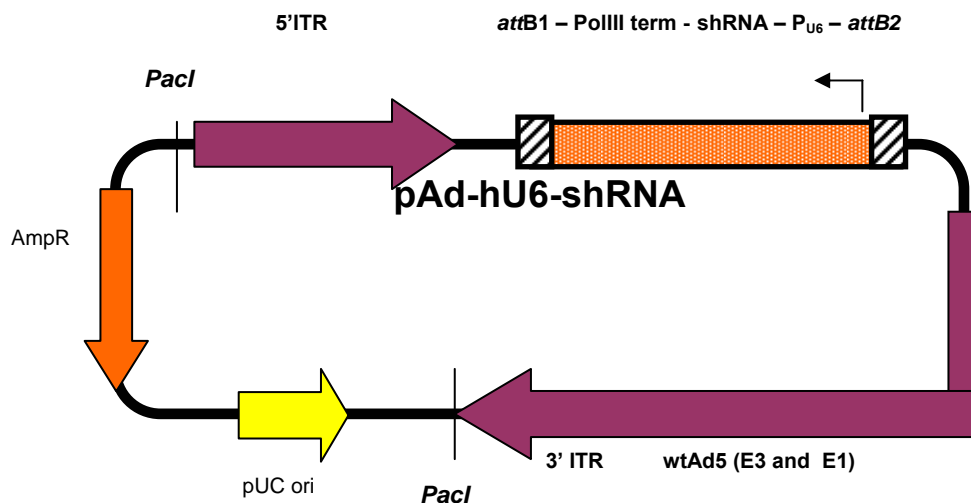 5’ITR
attB1 – PolIII term - shRNA – PU6 – attB2
PacI
pAd-hU6-shRNA
AmpR
3’ ITR
wtAd5 (E3 and E1)
pUC ori
PacI